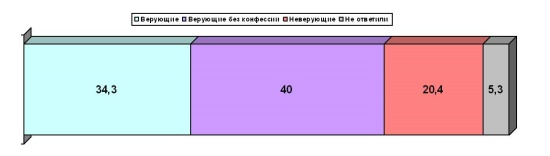 Верующие Верующие без конфессии Неверующие Не ответили
34,3 40 20,4 5,3